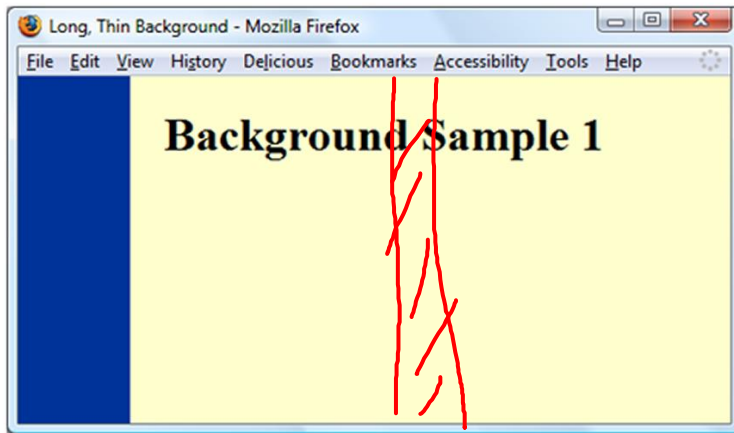 Long, Thin Background - Mozilla Firefox
File Edit View History Delicious Bookmarks Accessibility Tools Help
Background Sample 1